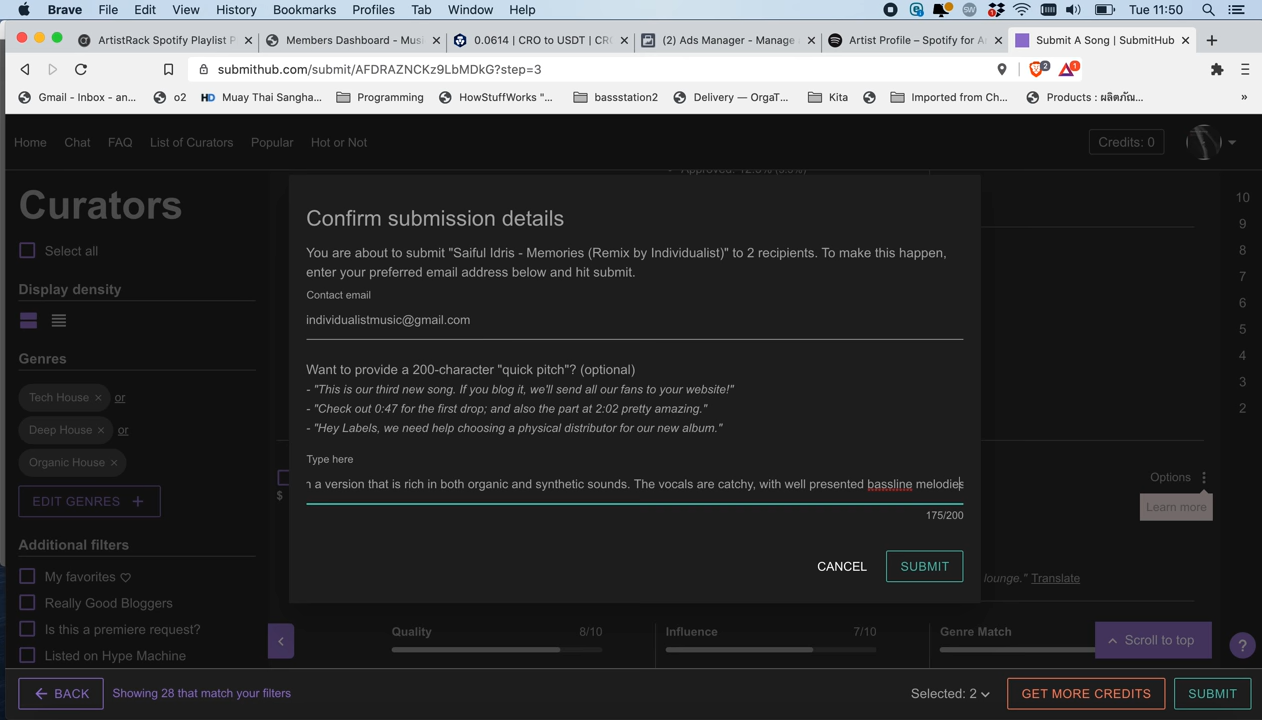 Brave File Edit View History Bookmarks Profiles Tab Window Help
Tue 11:50
ArtistRack Spotify Playlist P
Members Dashboard - Musi
0.0614 | CRO to USDT | CR
(2) Ads Manager - Manage
Artist Profile – Spotify for Ar
Submit A Song | SubmitHub
submithub.com/submit/AFDRAZNCKz9LbMDkG?step=3
2
1
Gmail - Inbox - an...
o2
HD Muay Thai Sangha...
Programming
HowStuffWorks "...
bassstation2
Delivery — OrgaT...
Kita
Imported from Ch...
Products : ผลิตภัณ...
»
Home Chat FAQ List of Curators Popular Hot or Not
Credits: 0
Curators
Select all
Display density
Genres
Tech House × or
Deep House × or
Organic House ×
EDIT GENRES +
Additional filters
My favorites ♡
Really Good Bloggers
Is this a premiere request?
Listed on Hype Machine
Confirm submission details
You are about to submit "Saiful Idris - Memories (Remix by Individualist)" to 2 recipients. To make this happen,
enter your preferred email address below and hit submit.
Contact email
individualistmusic@gmail.com
Want to provide a 200-character "quick pitch"? (optional)
- "This is our third new song. If you blog it, we'll send all our fans to your website!"
- "Check out 0:47 for the first drop; and also the part at 2:02 pretty amazing."
- "Hey Labels, we need help choosing a physical distributor for our new album."
Type here
a version that is rich in both organic and synthetic sounds. The vocals are catchy, with well presented bassline melodies
175/200
CANCEL SUBMIT
10
9
8
7
6
5
4
3
2
$
Options
Learn more
lounge." Translate
Quality 8/10
Influence 7/10
Genre Match
Scroll to top
?
BACK
Showing 28 that match your filters
Selected: 2
GET MORE CREDITS
SUBMIT